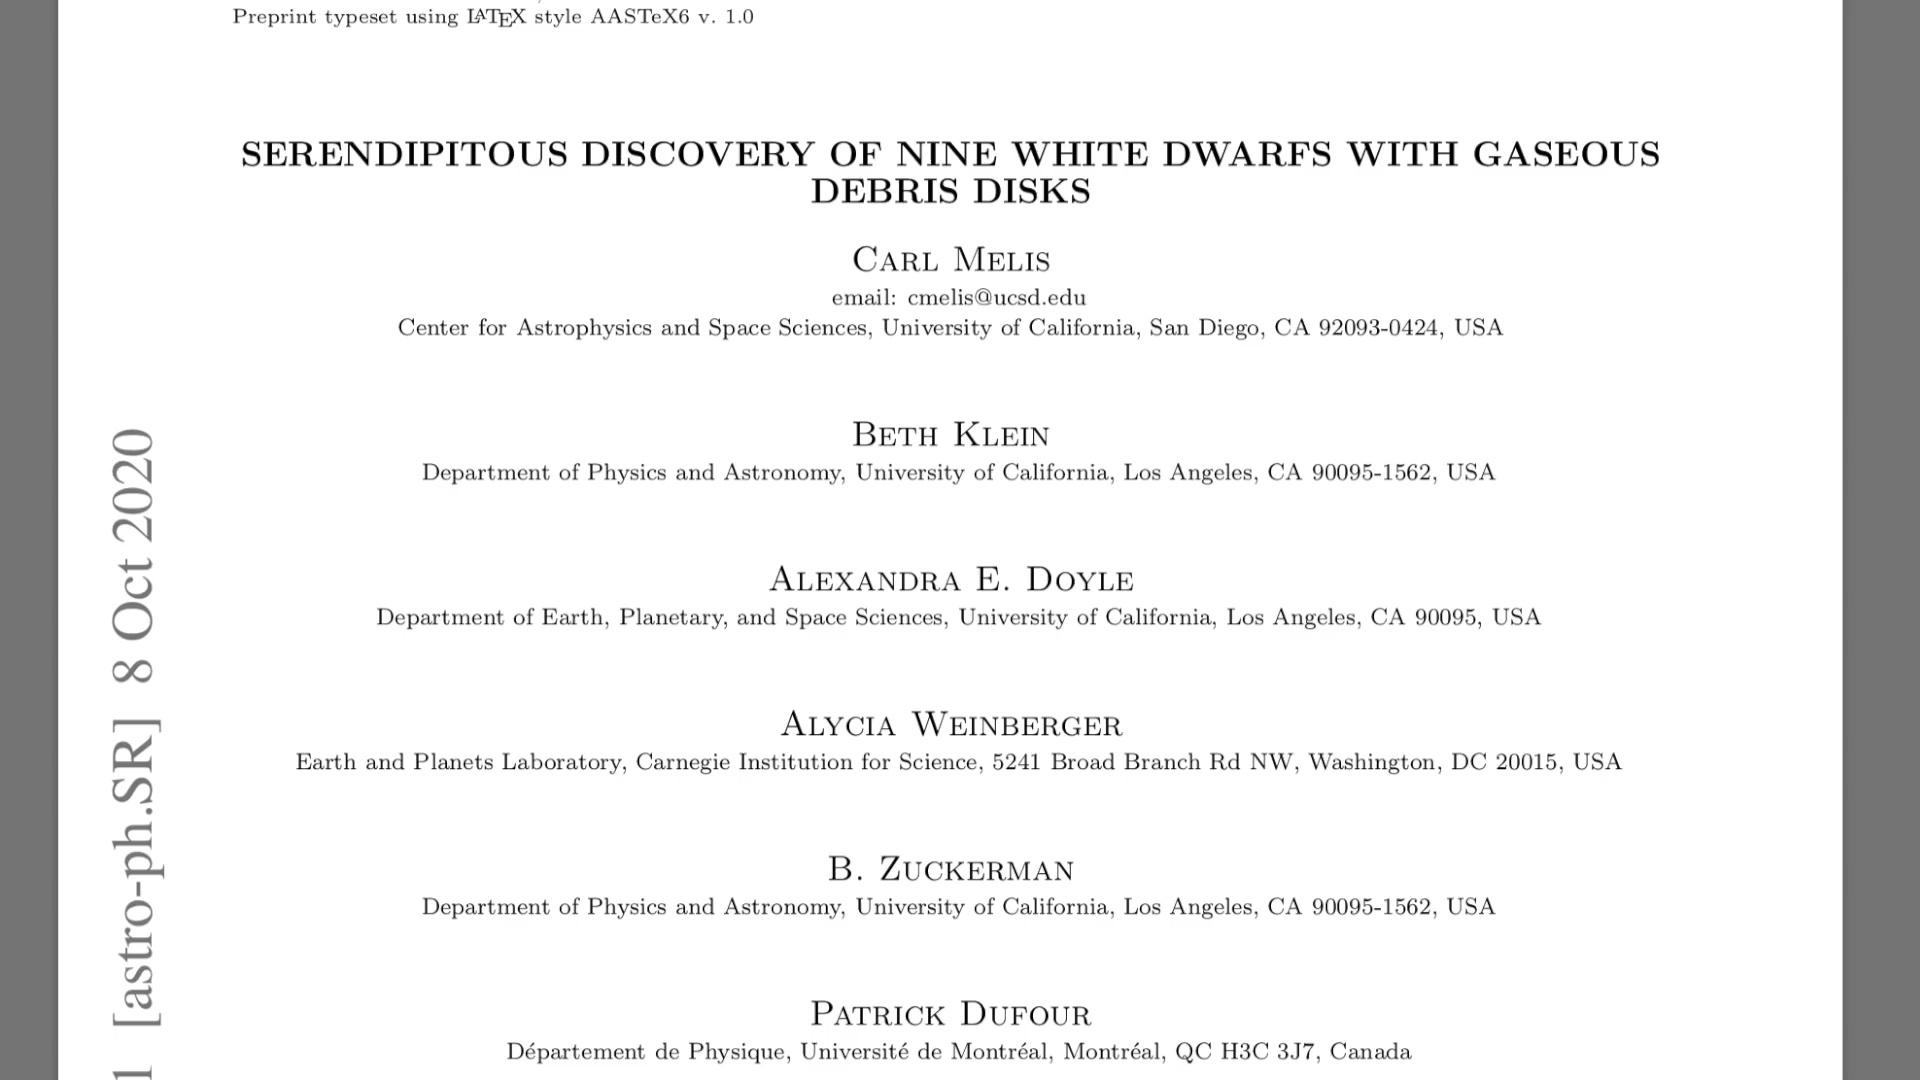 Preprint typeset using LATEX style AASTeX6 v. 1.0
SERENDIPITOUS DISCOVERY OF NINE WHITE DWARFS WITH GASEOUS
DEBRIS DISKS
Carl Melis
email: cmelis@ucsd.edu
Center for Astrophysics and Space Sciences, University of California, San Diego, CA 92093-0424, USA
Beth Klein
Department of Physics and Astronomy, University of California, Los Angeles, CA 90095-1562, USA
Alexandra E. Doyle
Department of Earth, Planetary, and Space Sciences, University of California, Los Angeles, CA 90095, USA
Alycia Weinberger
Earth and Planets Laboratory, Carnegie Institution for Science, 5241 Broad Branch Rd NW, Washington, DC 20015, USA
B. Zuckerman
Department of Physics and Astronomy, University of California, Los Angeles, CA 90095-1562, USA
Patrick Dufour
Département de Physique, Université de Montréal, Montréal, QC H3C 3J7, Canada
1 [astro-ph.SR] 8 Oct 2020